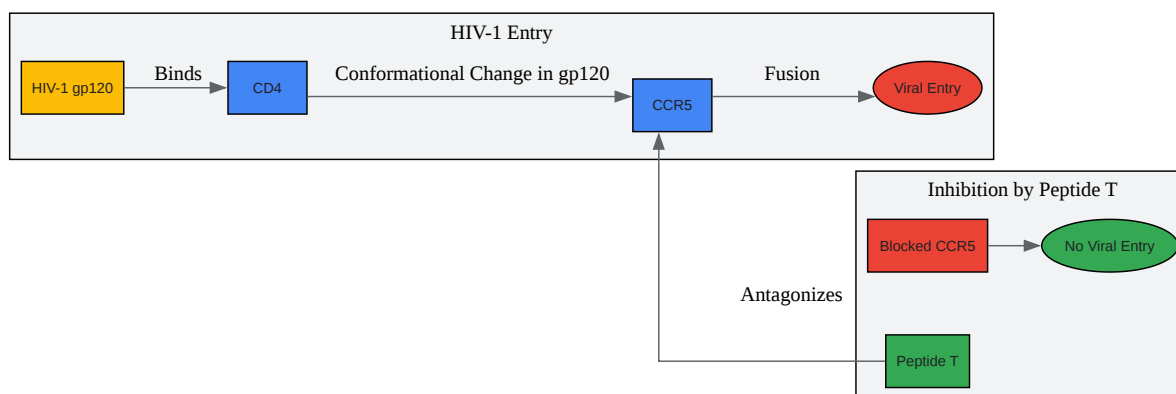 HIV-1 Entry
HIV-1 gp120
Binds
CD4
Conformational Change in gp120
CCR5
Fusion
Viral Entry
Inhibition by Peptide T
Blocked CCR5
No Viral Entry
Antagonizes
Peptide T